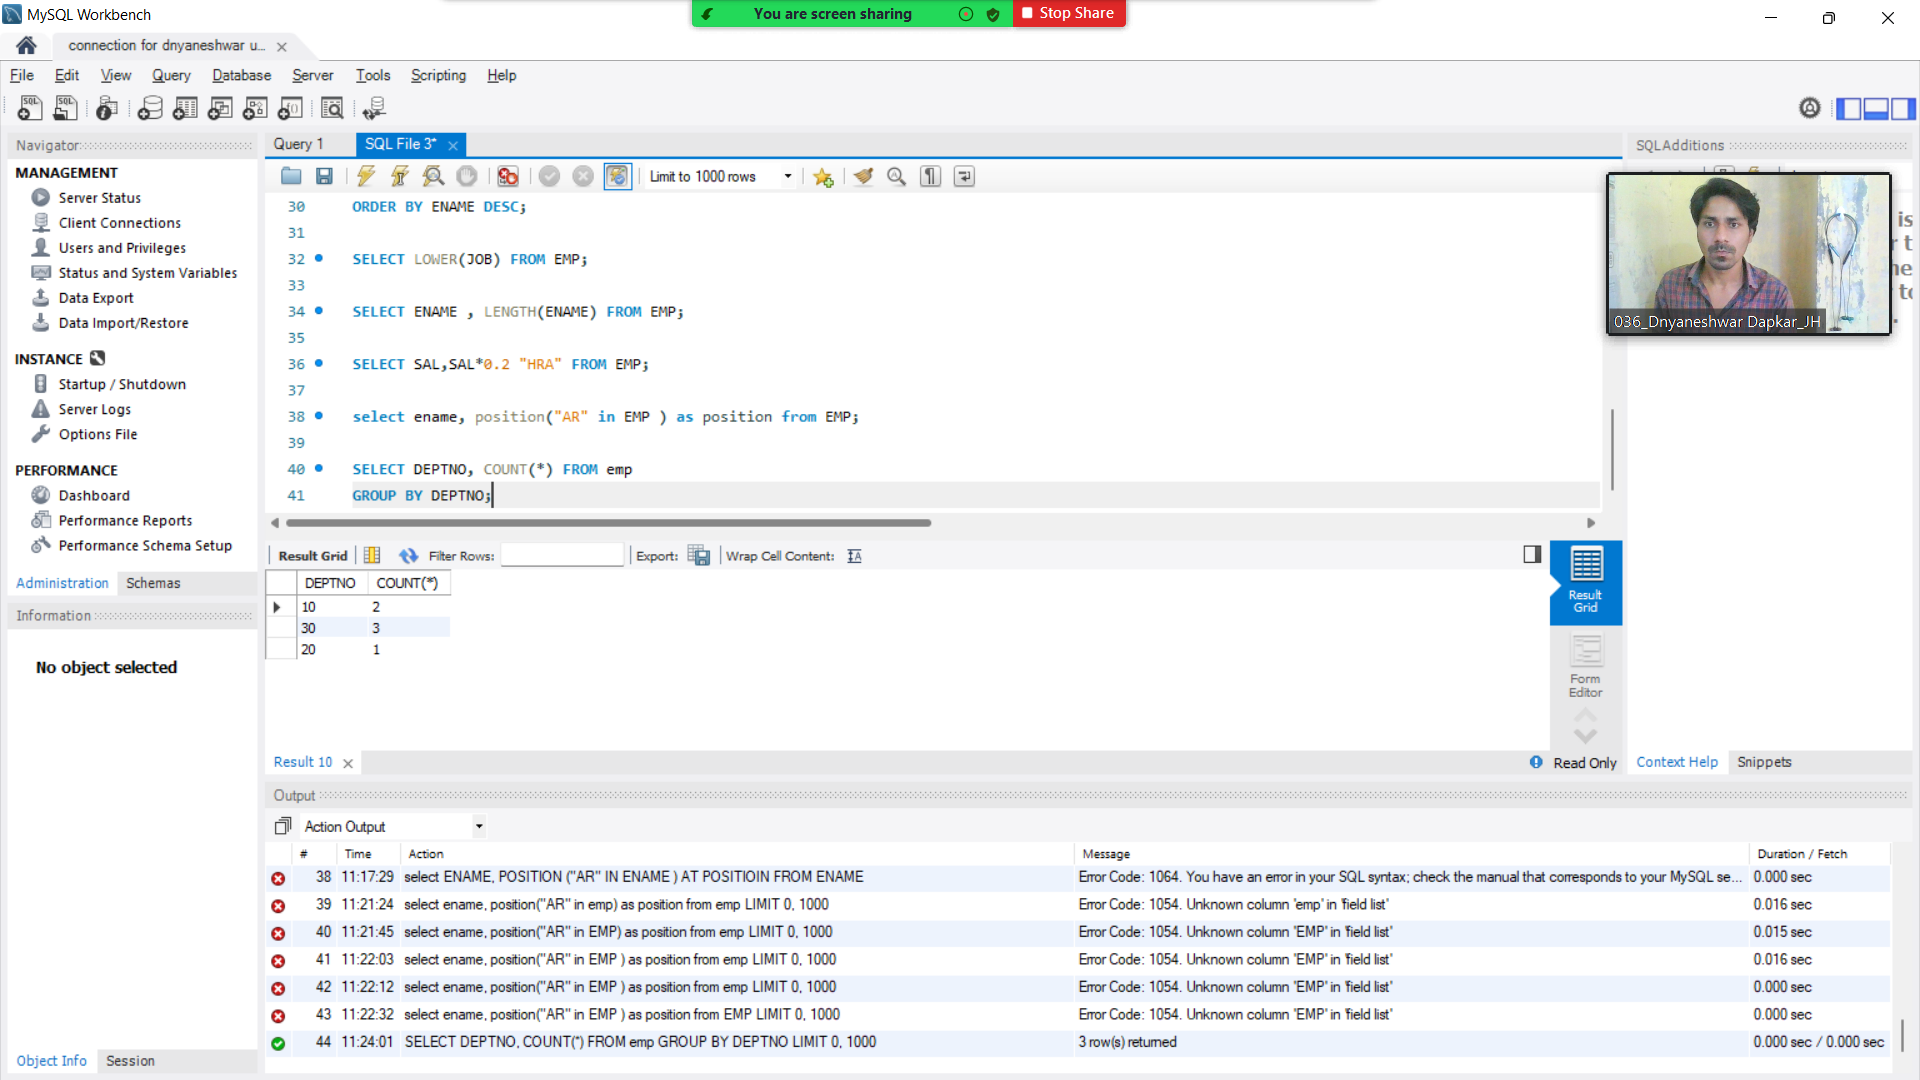 MySQL Workbench
You are screen sharing
Stop Share
connection for dnyaneshwar u...
File Edit View Query Database Server Tools Scripting Help
Navigator
MANAGEMENT
Server Status
Client Connections
Users and Privileges
Status and System Variables
Data Export
Data Import/Restore
INSTANCE
Startup / Shutdown
Server Logs
Options File
PERFORMANCE
Dashboard
Performance Reports
Performance Schema Setup
Administration Schemas
Information
No object selected
Object Info Session
Query 1 SQL File 3*
Limit to 1000 rows
30 ORDER BY ENAME DESC;
31
32 SELECT LOWER(JOB) FROM EMP;
33
34 SELECT ENAME , LENGTH(ENAME) FROM EMP;
35
36 SELECT SAL,SAL*0.2 "HRA" FROM EMP;
37
38 select ename, position("AR" in EMP ) as position from EMP;
39
40 SELECT DEPTNO, COUNT(*) FROM emp
41 GROUP BY DEPTNO;
Result Grid Filter Rows: Export: Wrap Cell Content:
DEPTNO COUNT(*)
10 2
30 3
20 1
Result Grid
Form Editor
Result 10
Read Only
SQLAdditions
036_Dnyaneshwar Dapkar_JH
Context Help Snippets
Output
Action Output
# Time Action Message Duration / Fetch
38 11:17:29 select ENAME, POSITION ("AR" IN ENAME ) AT POSITIOIN FROM ENAME Error Code: 1064. You have an error in your SQL syntax; check the manual that corresponds to your MySQL se... 0.000 sec
39 11:21:24 select ename, position("AR" in emp) as position from emp LIMIT 0, 1000 Error Code: 1054. Unknown column 'emp' in 'field list' 0.016 sec
40 11:21:45 select ename, position("AR" in EMP) as position from emp LIMIT 0, 1000 Error Code: 1054. Unknown column 'EMP' in 'field list' 0.015 sec
41 11:22:03 select ename, position("AR" in EMP ) as position from emp LIMIT 0, 1000 Error Code: 1054. Unknown column 'EMP' in 'field list' 0.016 sec
42 11:22:12 select ename, position("AR" in EMP ) as position from emp LIMIT 0, 1000 Error Code: 1054. Unknown column 'EMP' in 'field list' 0.000 sec
43 11:22:32 select ename, position("AR" in EMP ) as position from EMP LIMIT 0, 1000 Error Code: 1054. Unknown column 'EMP' in 'field list' 0.000 sec
44 11:24:01 SELECT DEPTNO, COUNT(*) FROM emp GROUP BY DEPTNO LIMIT 0, 1000 3 row(s) returned 0.000 sec / 0.000 sec